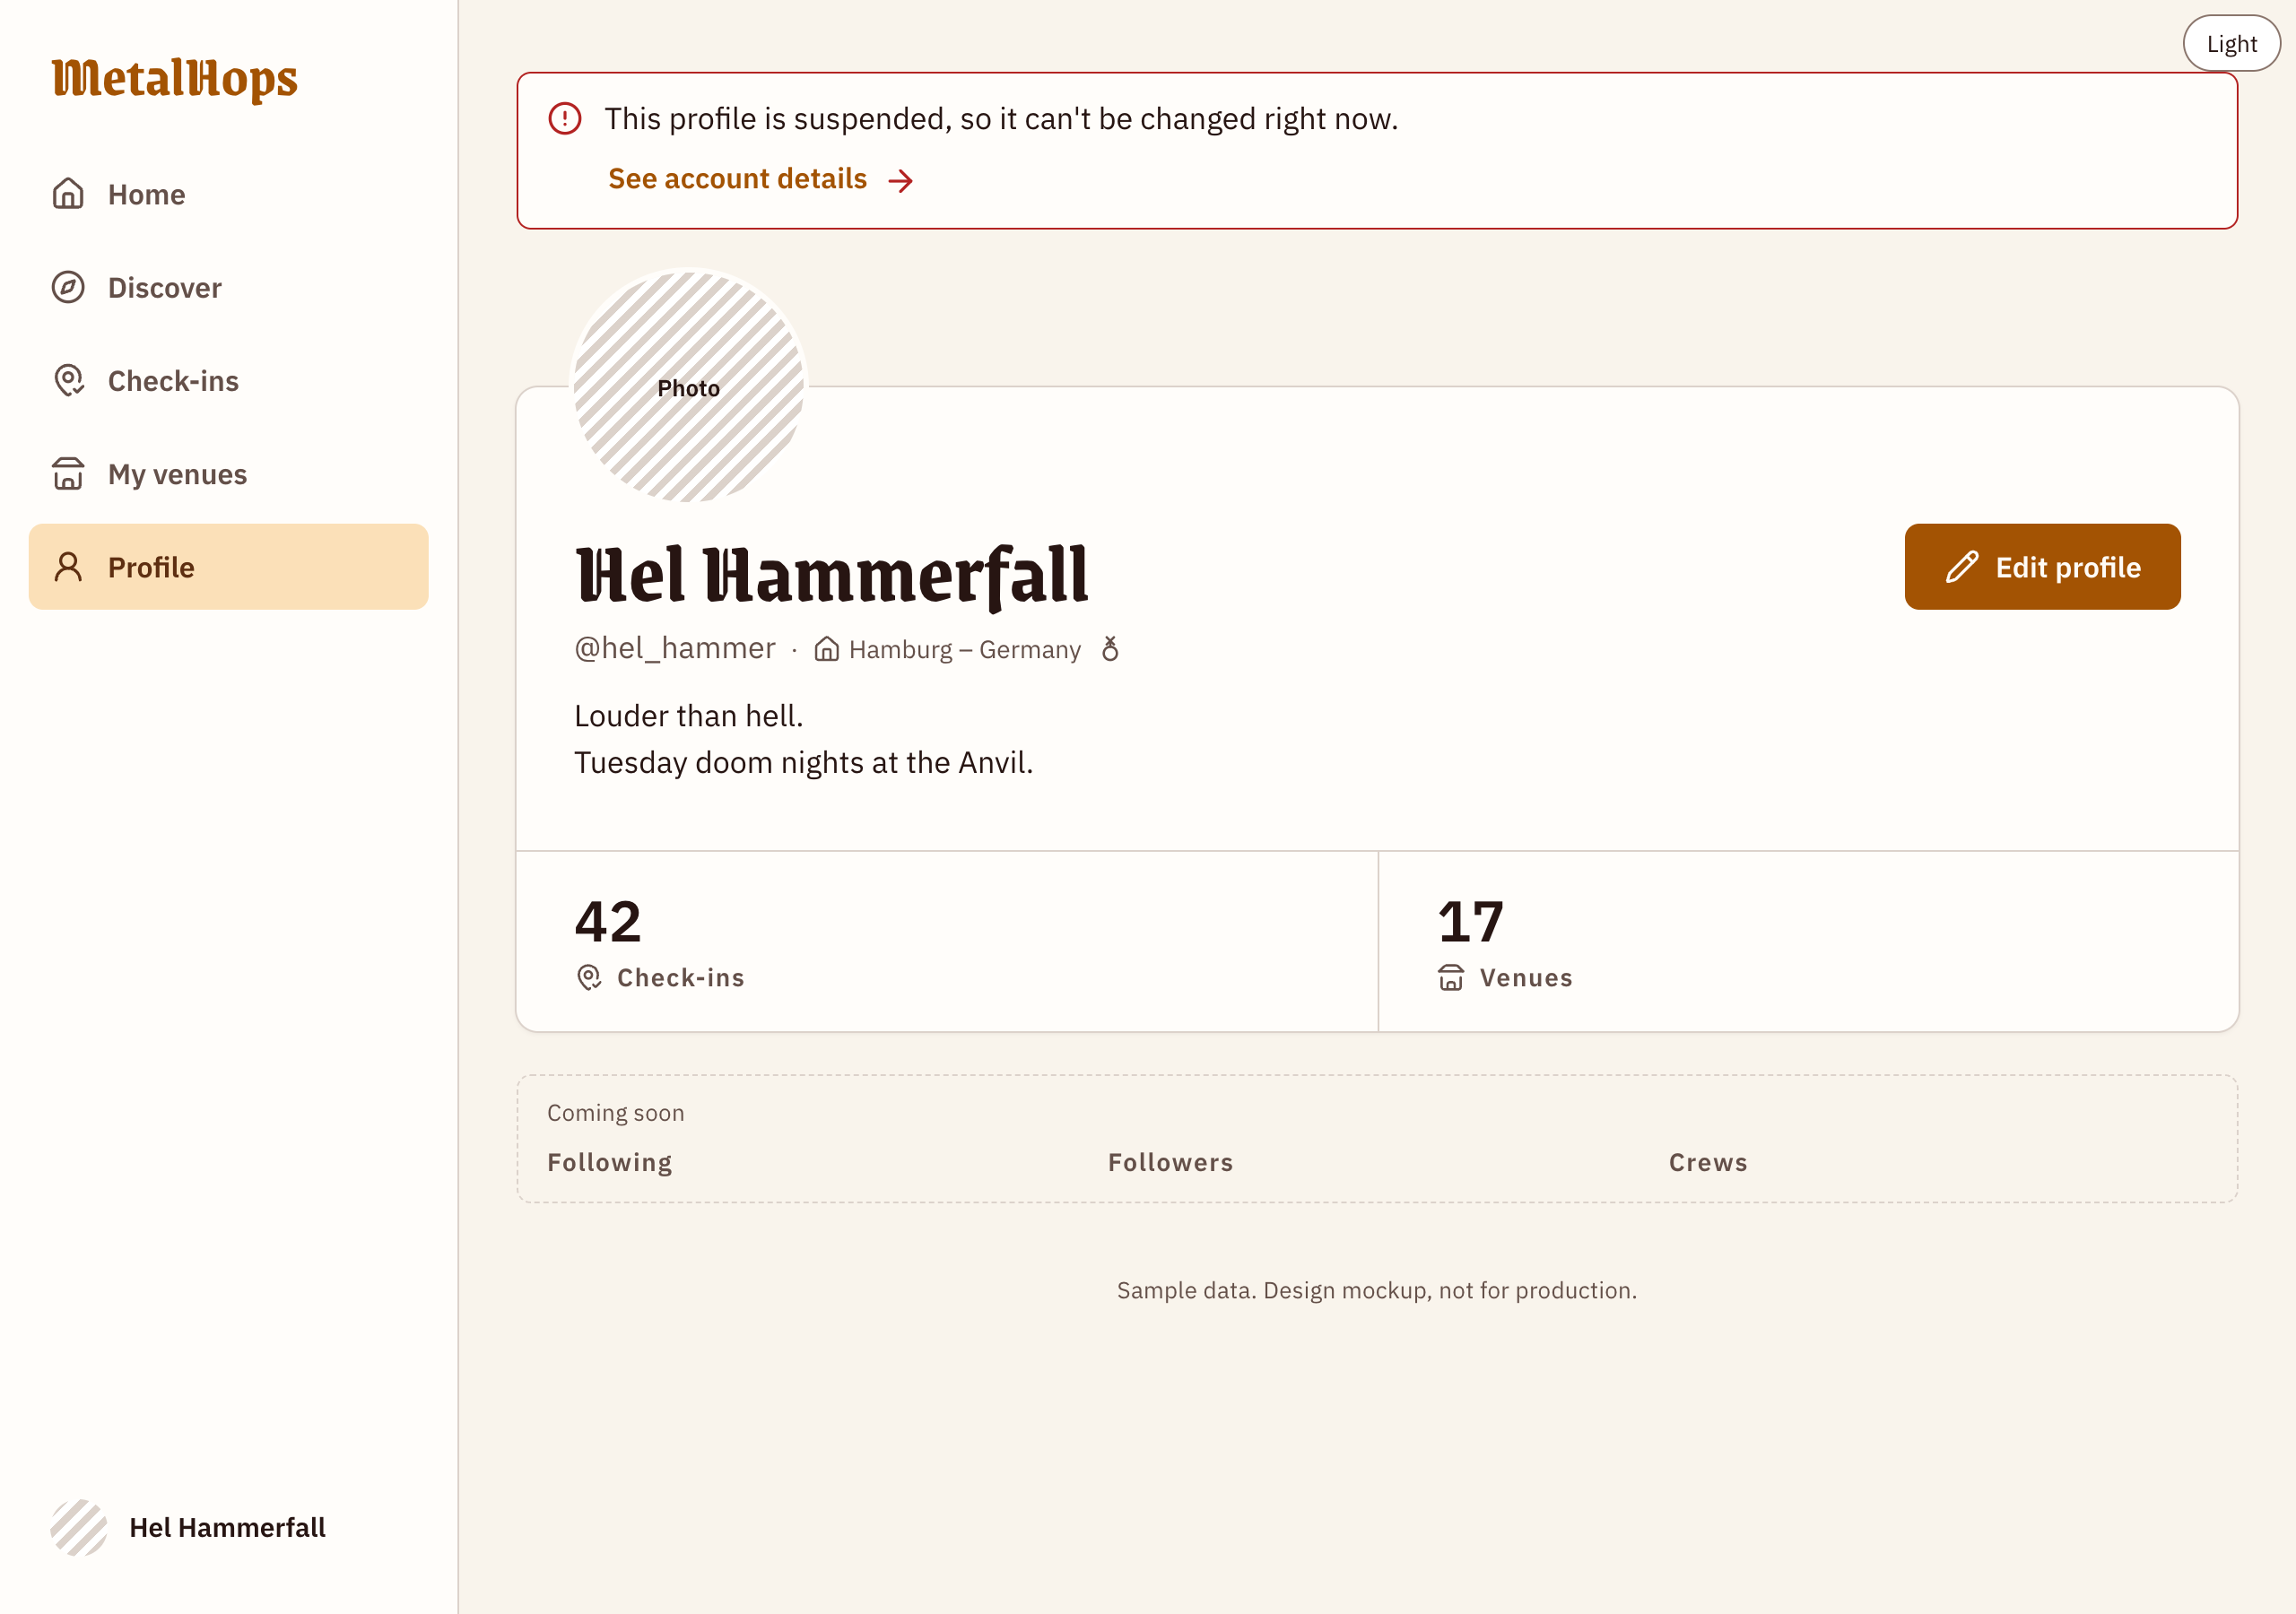 MetalHops
Light
Home
Discover
Check-ins
My venues
Profile
Hel Hammerfall
This profile is suspended, so it can't be changed right now.
See account details
Photo
Hel Hammerfall
Edit profile
@hel_hammer · Hamburg – Germany
Louder than hell.
Tuesday doom nights at the Anvil.
42
Check-ins
17
Venues
Coming soon
Following Followers Crews
Sample data. Design mockup, not for production.